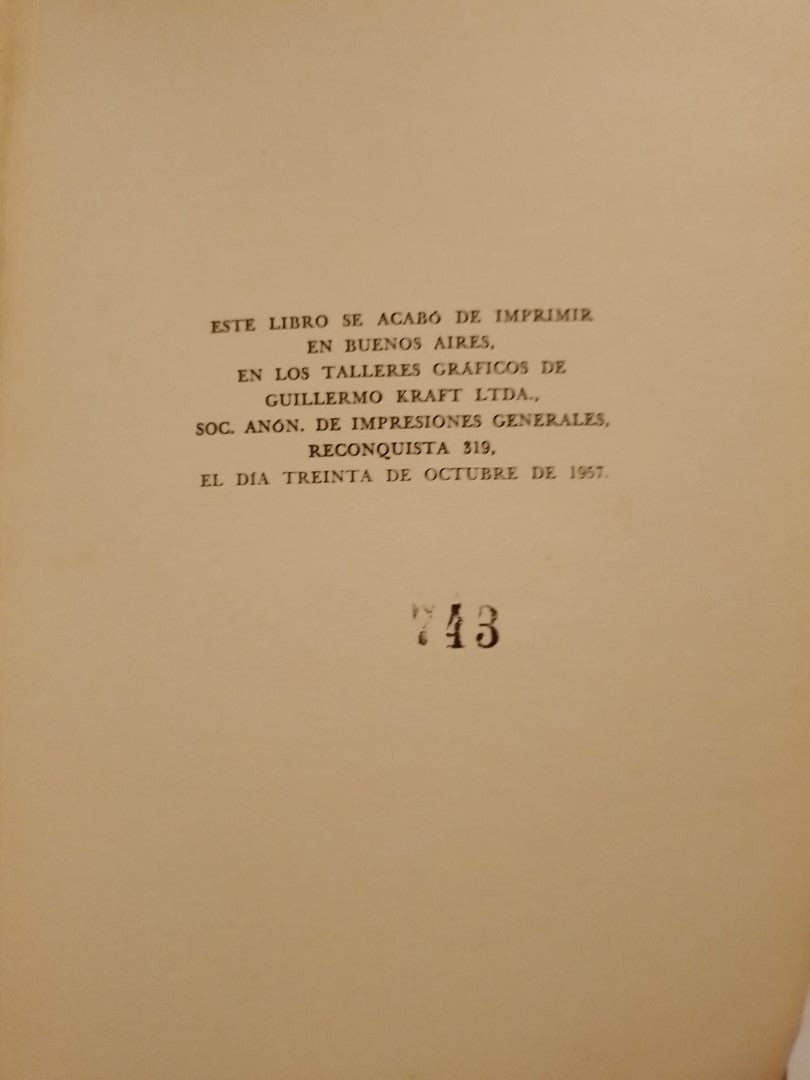 ESTE LIBRO SE ACABÓ DE IMPRIMIR
EN BUENOS AIRES,
EN LOS TALLERES GRÁFICOS DE
GUILLERMO KRAFT LTDA.,
SOC. ANÓN. DE IMPRESIONES GENERALES,
RECONQUISTA 319,
EL DÍA TREINTA DE OCTUBRE DE 1957.
743